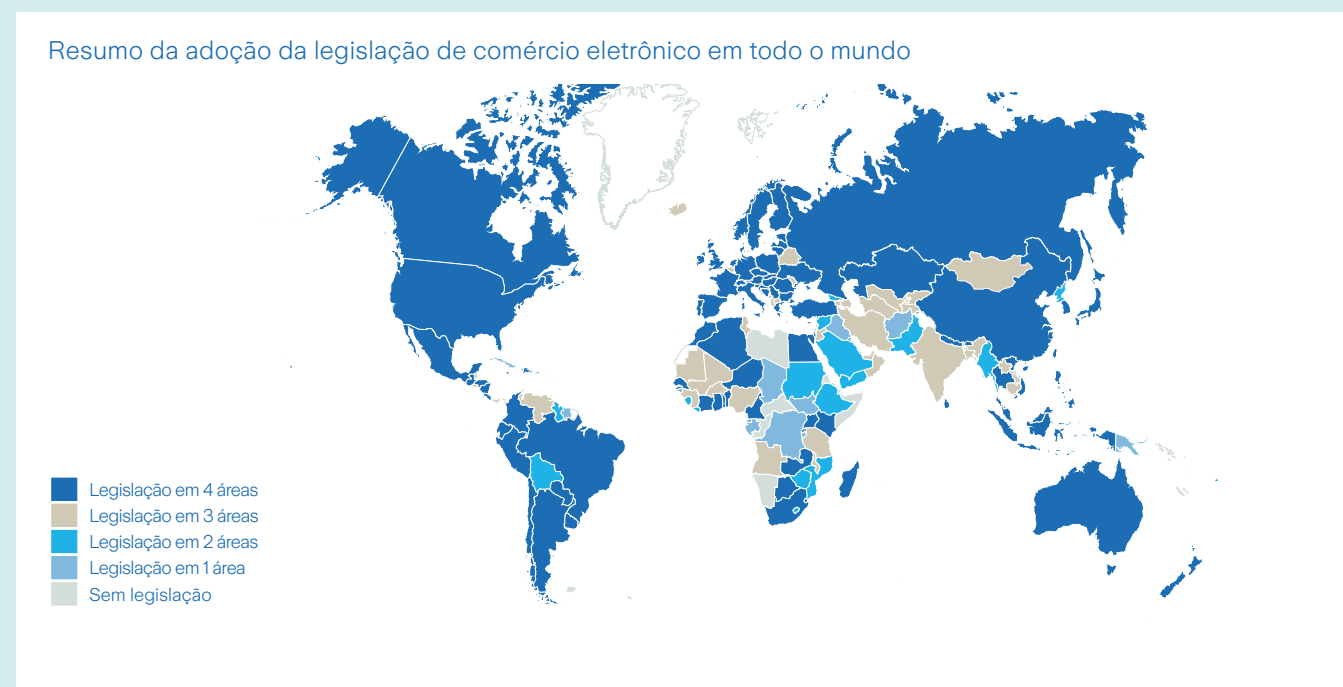 Resumo da adoção da legislação de comércio eletrônico em todo o mundo
Legislação em 4 áreas
Legislação em 3 áreas
Legislação em 2 áreas
Legislação em 1 área
Sem legislação